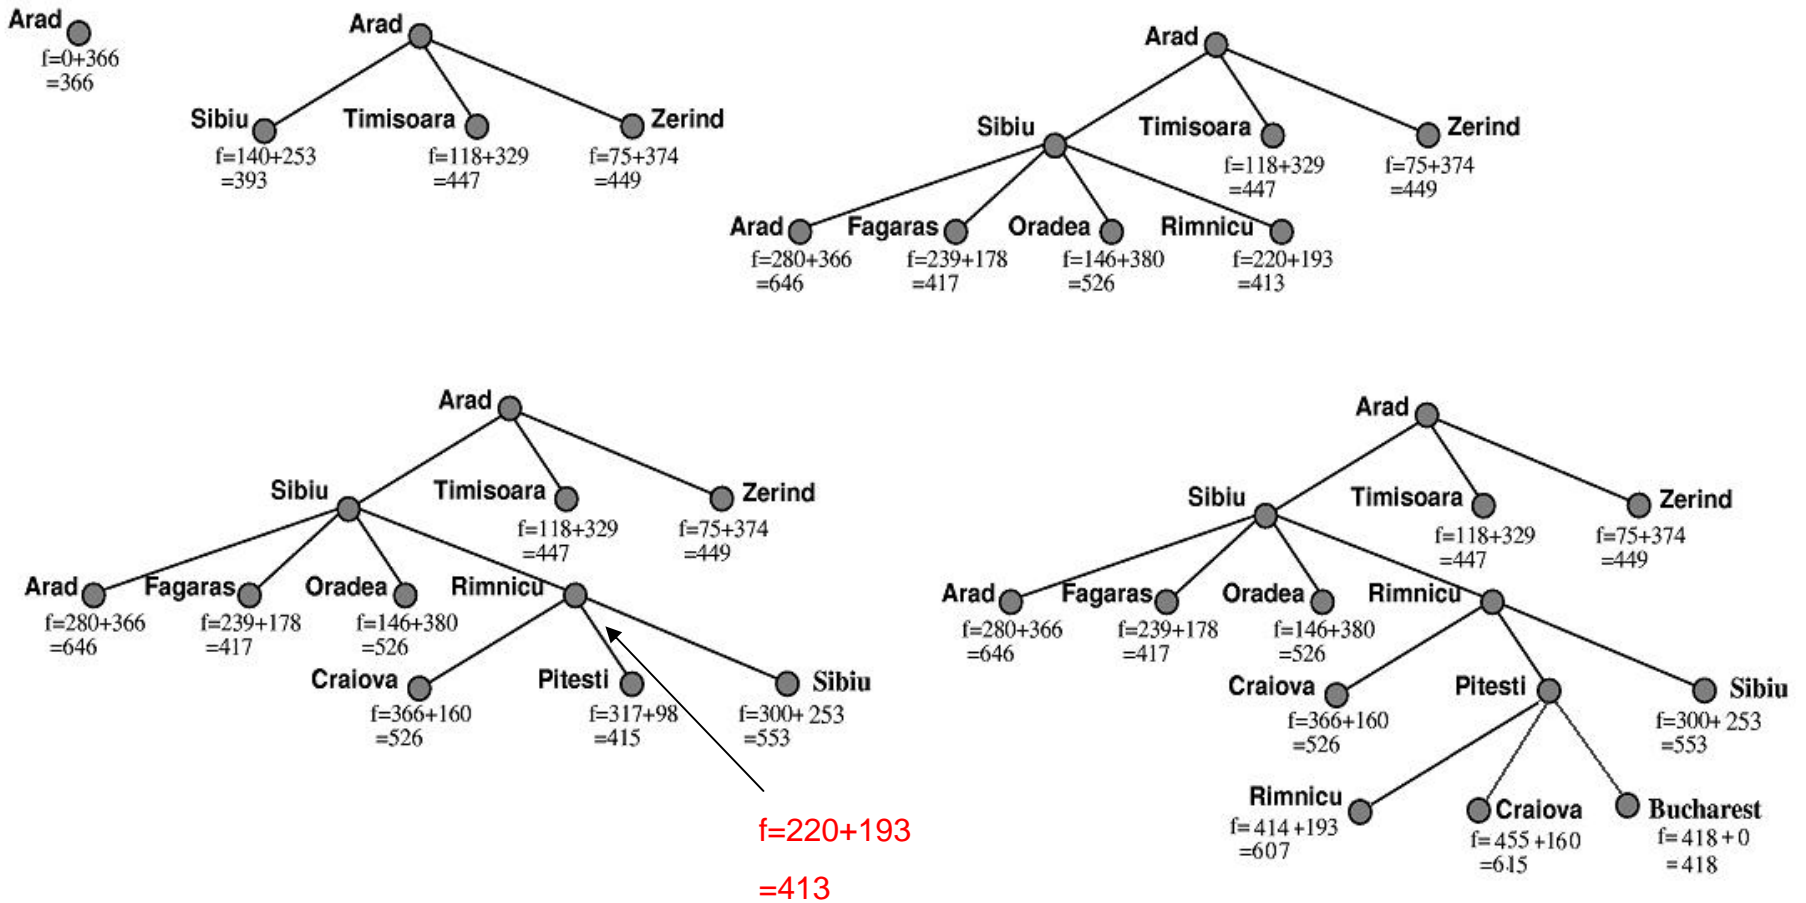 Arad
f=0+366
=366
Arad
Sibiu
f=140+253
=393
Timisoara
f=118+329
=447
Zerind
f=75+374
=449
Arad
Sibiu
Timisoara
f=118+329
=447
Zerind
f=75+374
=449
Arad
f=280+366
=646
Fagaras
f=239+178
=417
Oradea
f=146+380
=526
Rimnicu
f=220+193
=413
Arad
Sibiu
Timisoara
f=118+329
=447
Zerind
f=75+374
=449
Arad
f=280+366
=646
Fagaras
f=239+178
=417
Oradea
f=146+380
=526
Rimnicu
Craiova
f=366+160
=526
Pitesti
f=317+98
=415
Sibiu
f=300+ 253
=553
f=220+193
=413
Arad
Sibiu
Timisoara
f=118+329
=447
Zerind
f=75+374
=449
Arad
f=280+366
=646
Fagaras
f=239+178
=417
Oradea
f=146+380
=526
Rimnicu
Craiova
f=366+160
=526
Pitesti
Sibiu
f=300+ 253
=553
Rimnicu
f= 414 +193
=607
Craiova
f= 455 +160
=615
Bucharest
f= 418 + 0
= 418